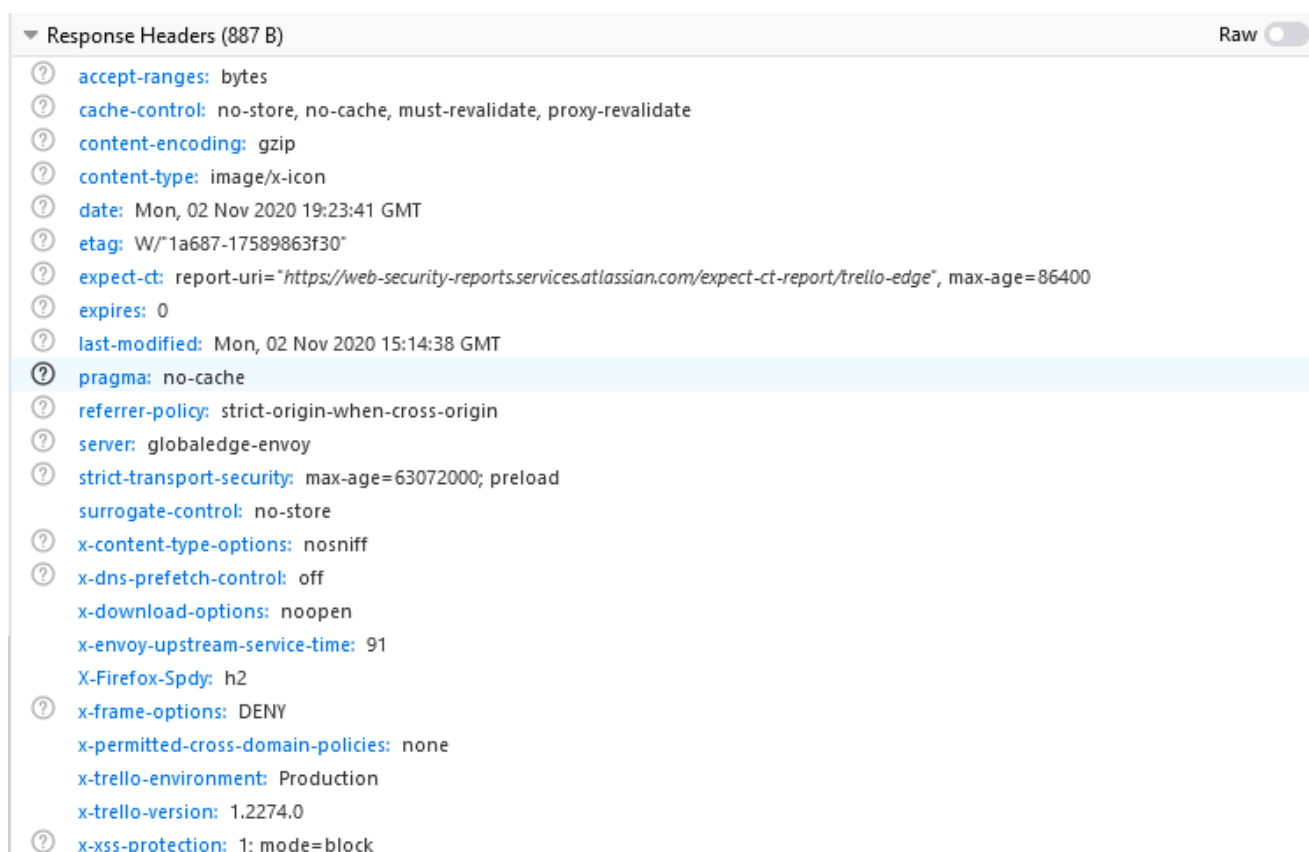 Response Headers (887 B) Raw
accept-ranges: bytes
cache-control: no-store, no-cache, must-revalidate, proxy-revalidate
content-encoding: gzip
content-type: image/x-icon
date: Mon, 02 Nov 2020 19:23:41 GMT
etag: W/"1a687-17589863f30"
expect-ct: report-uri="https://web-security-reports.services.atlassian.com/expect-ct-report/trello-edge", max-age=86400
expires: 0
last-modified: Mon, 02 Nov 2020 15:14:38 GMT
pragma: no-cache
referrer-policy: strict-origin-when-cross-origin
server: globaledge-envoy
strict-transport-security: max-age=63072000; preload
surrogate-control: no-store
x-content-type-options: nosniff
x-dns-prefetch-control: off
x-download-options: noopen
x-envoy-upstream-service-time: 91
X-Firefox-Spdy: h2
x-frame-options: DENY
x-permitted-cross-domain-policies: none
x-trello-environment: Production
x-trello-version: 1.2274.0
x-xss-protection: 1; mode=block